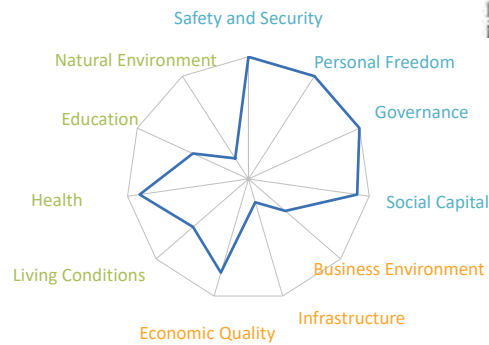 Safety and Security
Personal Freedom
Governance
Social Capital
Business Environment
Infrastructure
Economic Quality
Living Conditions
Health
Education
Natural Environment